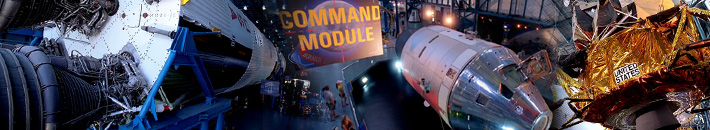 COMMAND
MODULE
UNITED
STATES